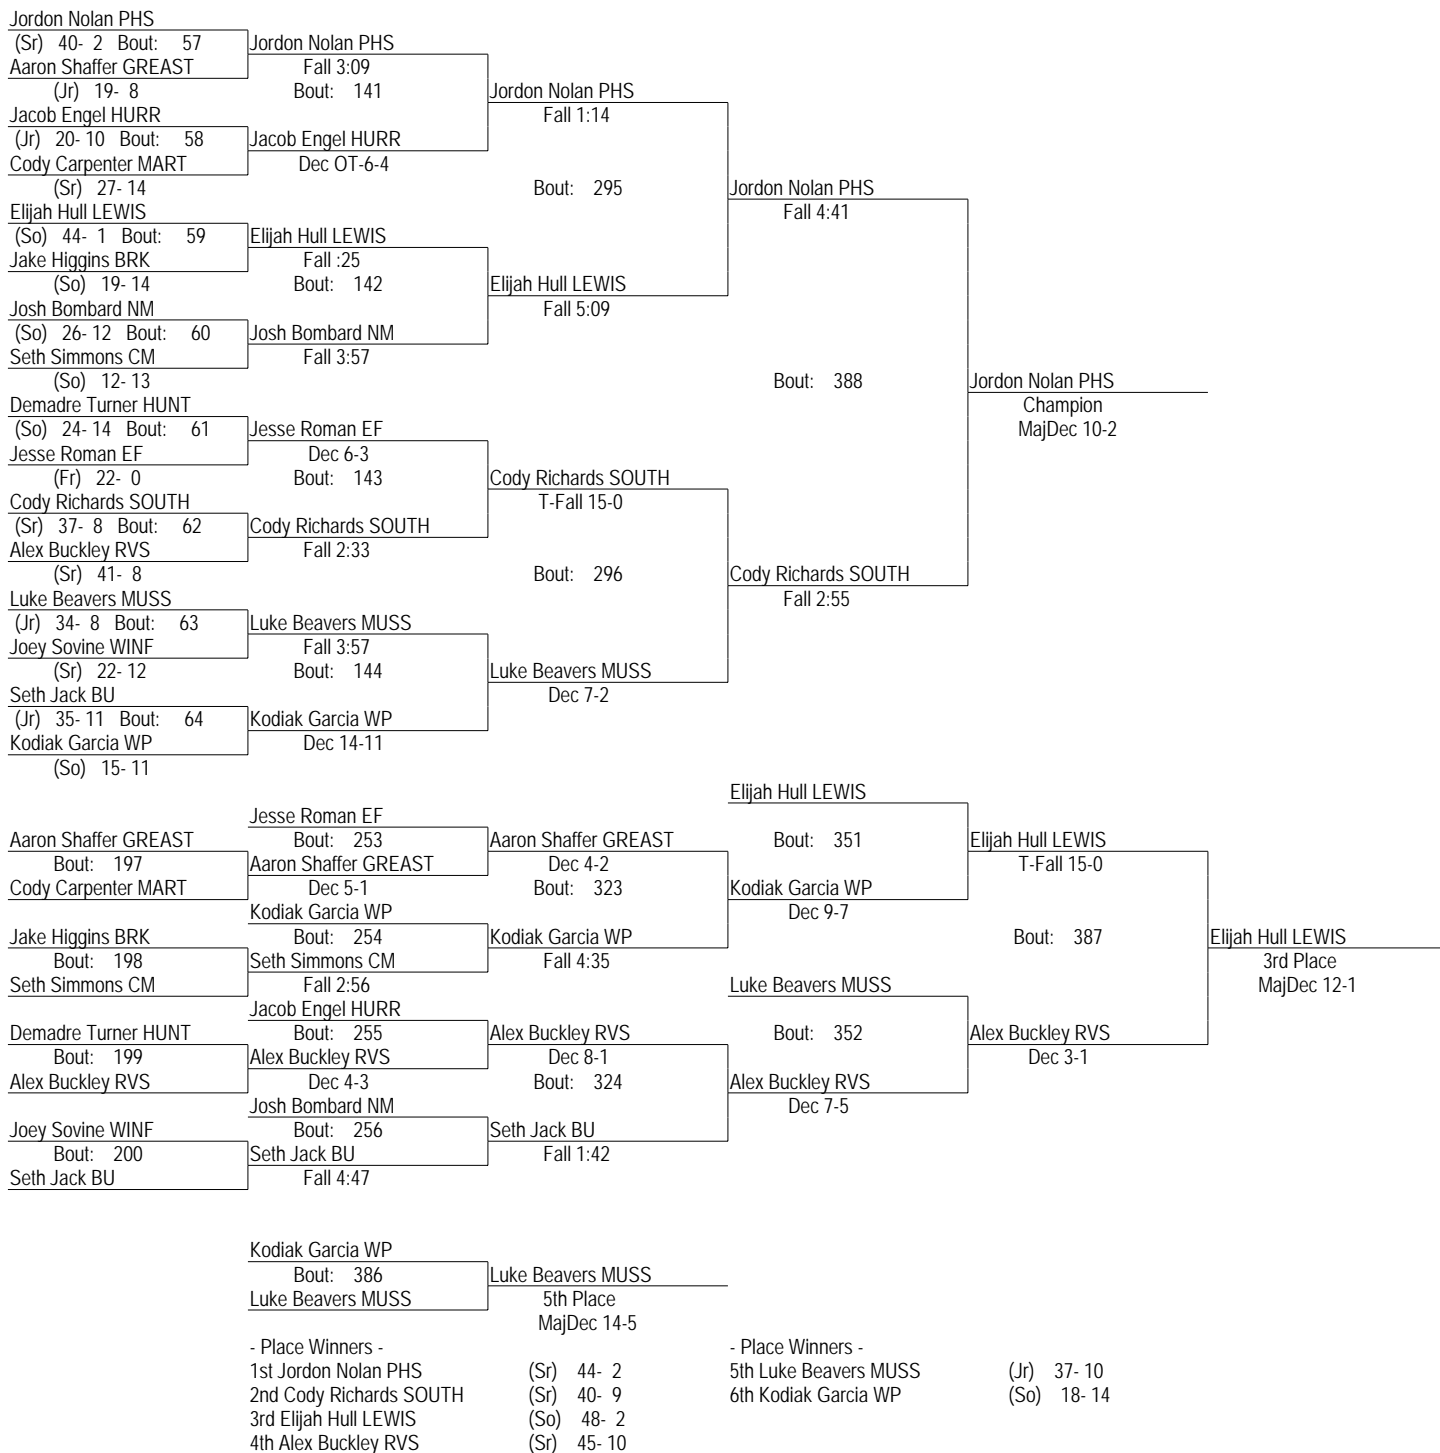 Jordon Nolan PHS
(Sr) 40- 2 Bout: 57 Jordon Nolan PHS
Aaron Shaffer GREAST Fall 3:09
(Jr) 19- 8 Bout: 141 Jordon Nolan PHS
Jacob Engel HURR Fall 1:14
(Jr) 20- 10 Bout: 58 Jacob Engel HURR
Cody Carpenter MART Dec OT-6-4
(Sr) 27- 14 Bout: 295 Jordon Nolan PHS
Elijah Hull LEWIS Fall 4:41
(So) 44- 1 Bout: 59 Elijah Hull LEWIS
Jake Higgins BRK Fall :25
(So) 19- 14 Bout: 142 Elijah Hull LEWIS
Josh Bombard NM Fall 5:09
(So) 26- 12 Bout: 60 Josh Bombard NM
Seth Simmons CM Fall 3:57
(So) 12- 13 Bout: 388 Jordon Nolan PHS
Demadre Turner HUNT Champion
(So) 24- 14 Bout: 61 Jesse Roman EF MajDec 10-2
Jesse Roman EF Dec 6-3
(Fr) 22- 0 Bout: 143 Cody Richards SOUTH
Cody Richards SOUTH T-Fall 15-0
(Sr) 37- 8 Bout: 62 Cody Richards SOUTH
Alex Buckley RVS Fall 2:33
(Sr) 41- 8 Bout: 296 Cody Richards SOUTH
Luke Beavers MUSS Fall 2:55
(Jr) 34- 8 Bout: 63 Luke Beavers MUSS
Joey Sovine WINF Fall 3:57
(Sr) 22- 12 Bout: 144 Luke Beavers MUSS
Seth Jack BU Dec 7-2
(Jr) 35- 11 Bout: 64 Kodiak Garcia WP
Kodiak Garcia WP Dec 14-11
(So) 15- 11
Elijah Hull LEWIS
Jesse Roman EF
Aaron Shaffer GREAST Bout: 253 Aaron Shaffer GREAST Bout: 351 Elijah Hull LEWIS
Bout: 197 Aaron Shaffer GREAST Dec 4-2 T-Fall 15-0
Cody Carpenter MART Dec 5-1 Bout: 323 Kodiak Garcia WP
Kodiak Garcia WP Dec 9-7
Jake Higgins BRK Bout: 254 Kodiak Garcia WP Bout: 387 Elijah Hull LEWIS
Bout: 198 Seth Simmons CM Fall 4:35 3rd Place
Seth Simmons CM Fall 2:56 Luke Beavers MUSS MajDec 12-1
Jacob Engel HURR
Demadre Turner HUNT Bout: 255 Alex Buckley RVS Bout: 352 Alex Buckley RVS
Bout: 199 Alex Buckley RVS Dec 8-1 Dec 3-1
Alex Buckley RVS Dec 4-3 Bout: 324 Alex Buckley RVS
Josh Bombard NM Dec 7-5
Joey Sovine WINF Bout: 256 Seth Jack BU
Bout: 200 Seth Jack BU Fall 1:42
Seth Jack BU Fall 4:47
Kodiak Garcia WP
Bout: 386 Luke Beavers MUSS
Luke Beavers MUSS 5th Place
MajDec 14-5
- Place Winners - - Place Winners -
1st Jordon Nolan PHS (Sr) 44- 2 5th Luke Beavers MUSS (Jr) 37- 10
2nd Cody Richards SOUTH (Sr) 40- 9 6th Kodiak Garcia WP (So) 18- 14
3rd Elijah Hull LEWIS (So) 48- 2
4th Alex Buckley RVS (Sr) 45- 10